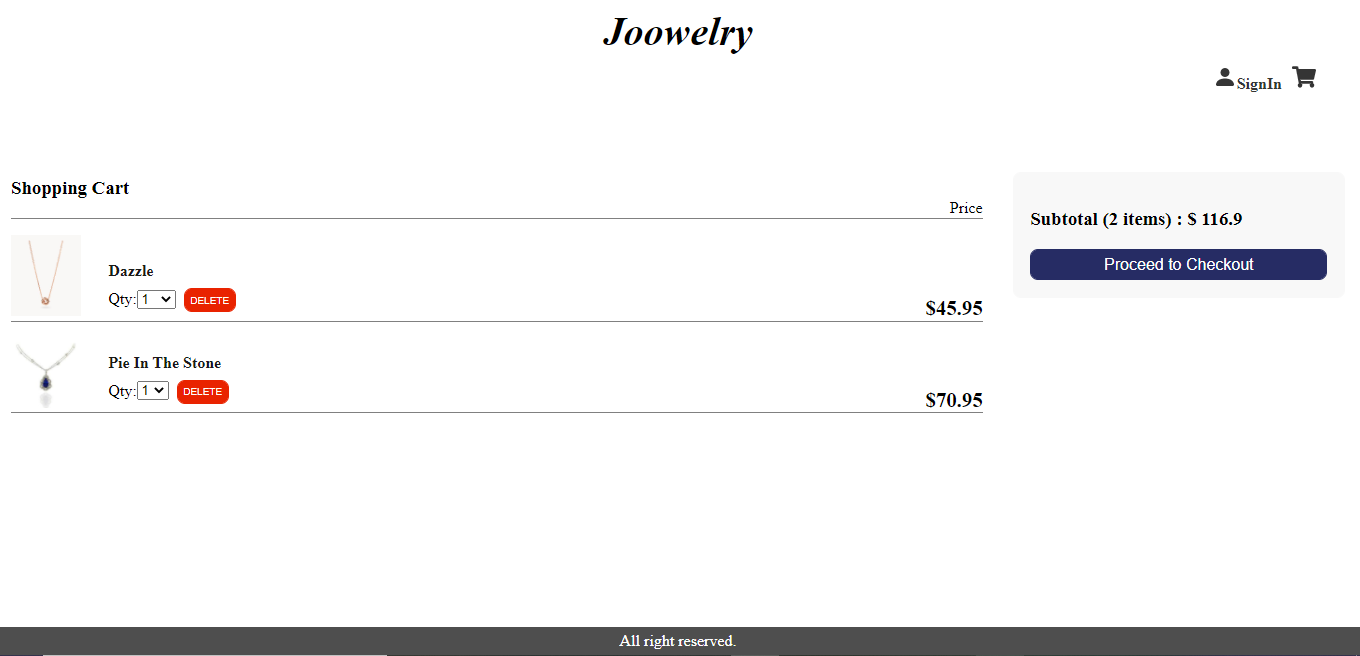 Joowelry
SignIn
Shopping Cart
Price
Dazzle
Qty: 1 DELETE
$45.95
Pie In The Stone
Qty: 1 DELETE
$70.95
Subtotal (2 items) : $ 116.9
Proceed to Checkout
All right reserved.